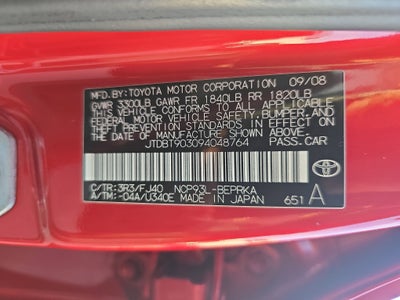 MFD. BY:TOYOTA MOTOR CORPORATION 09/08
GVWR 3300LB GAWR FR 1840LB RR 1820LB
THIS VEHICLE CONFORMS TO ALL APPLICABLE
FEDERAL MOTOR VEHICLE SAFETY, BUMPER, AND
THEFT PREVENTION STANDARDS IN EFFECT ON
THE DATE OF MANUFACTURE SHOWN ABOVE.
JTDBT903094048764 PASS.CAR
TOYOTA
C/TR:3R3/FJ40 NCP93L-BEPRKA
A/TM:-04A/U340E MADE IN JAPAN 651 A